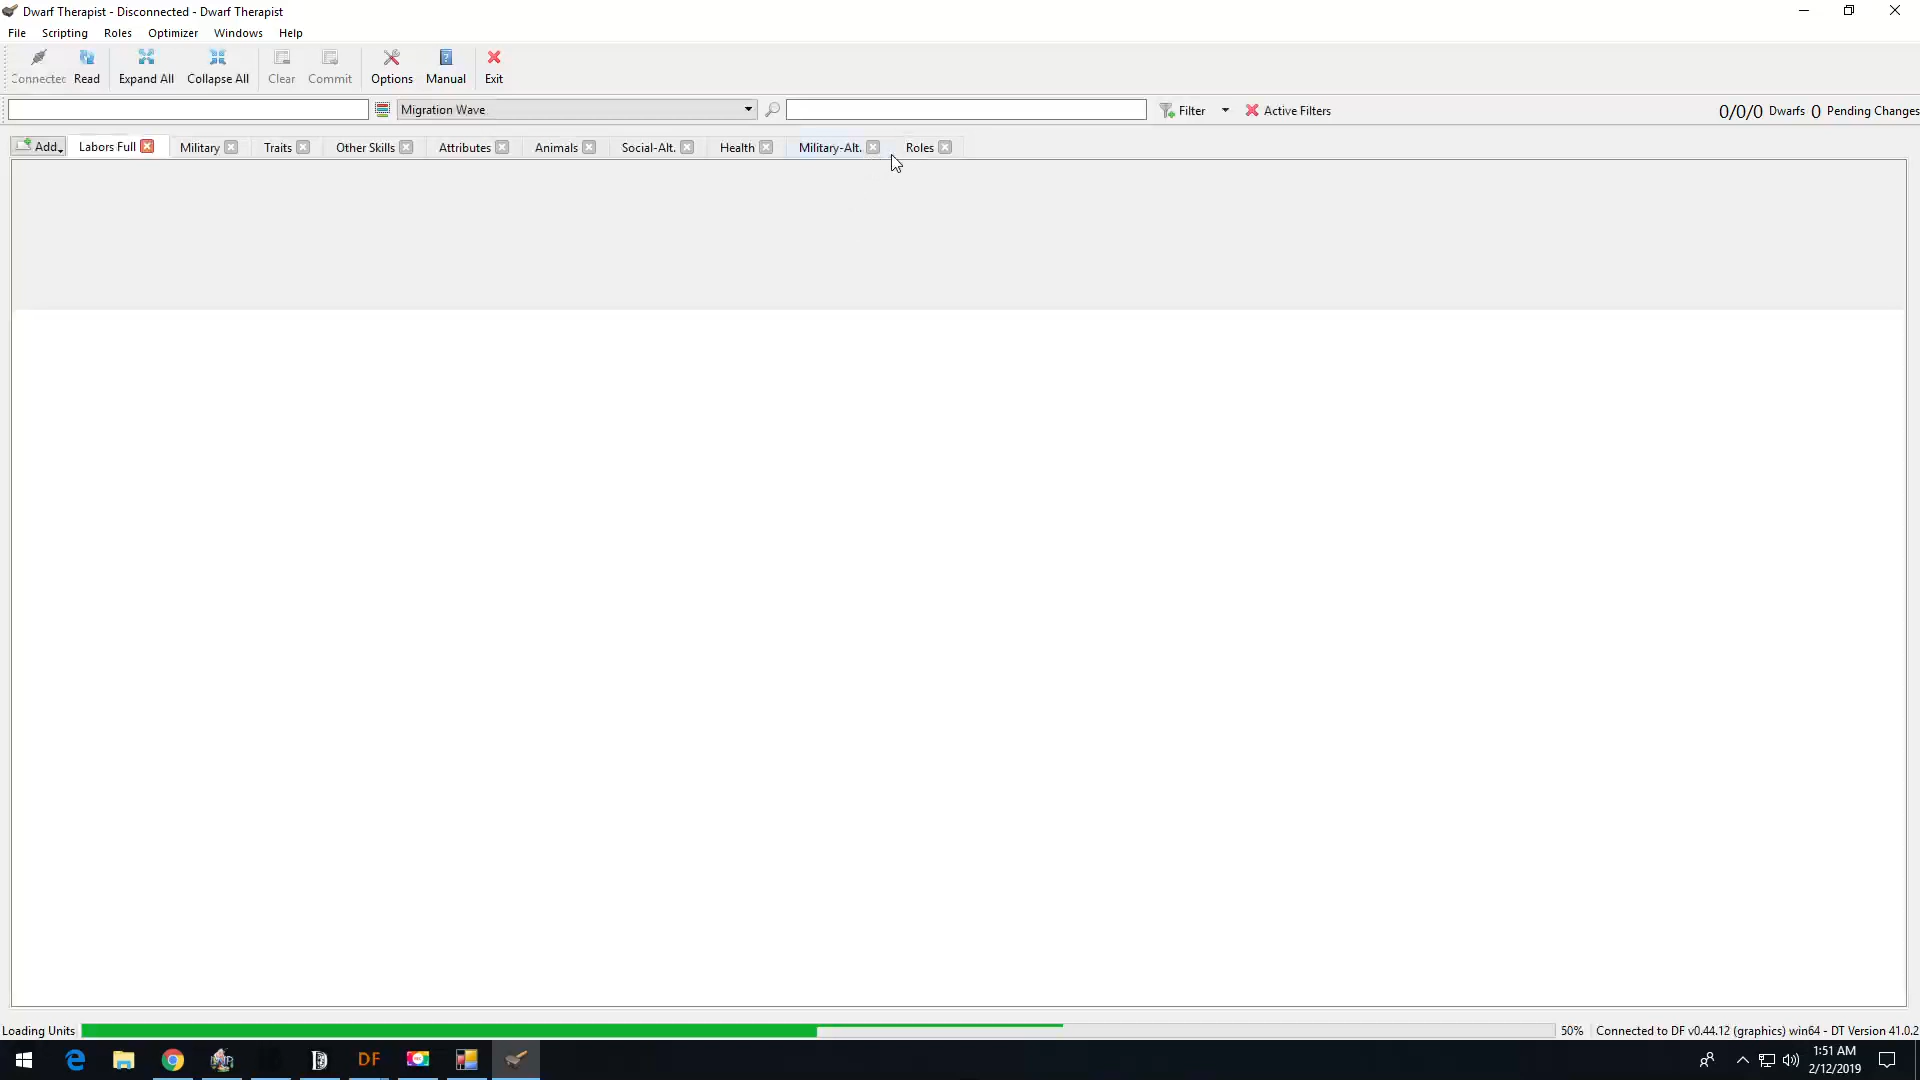 Dwarf Therapist - Disconnected - Dwarf Therapist
File Scripting Roles Optimizer Windows Help
Connected Read Expand All Collapse All Clear Commit Options Manual Exit
Migration Wave Filter Active Filters 0/0/0 Dwarfs 0 Pending Changes
Add Labors Full Military Traits Other Skills Attributes Animals Social-Alt. Health Military-Alt. Roles
Loading Units 50% Connected to DF v0.44.12 (graphics) win64 - DT Version 41.0.2
DF 1:51 AM
2/12/2019